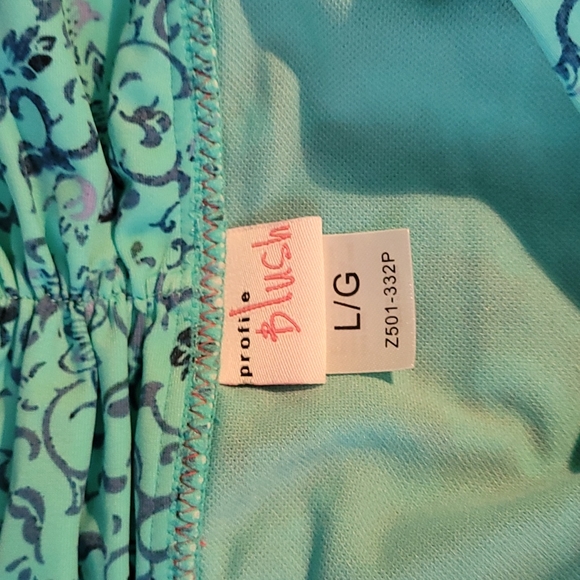 profile
Blush
L/G
Z501-332P